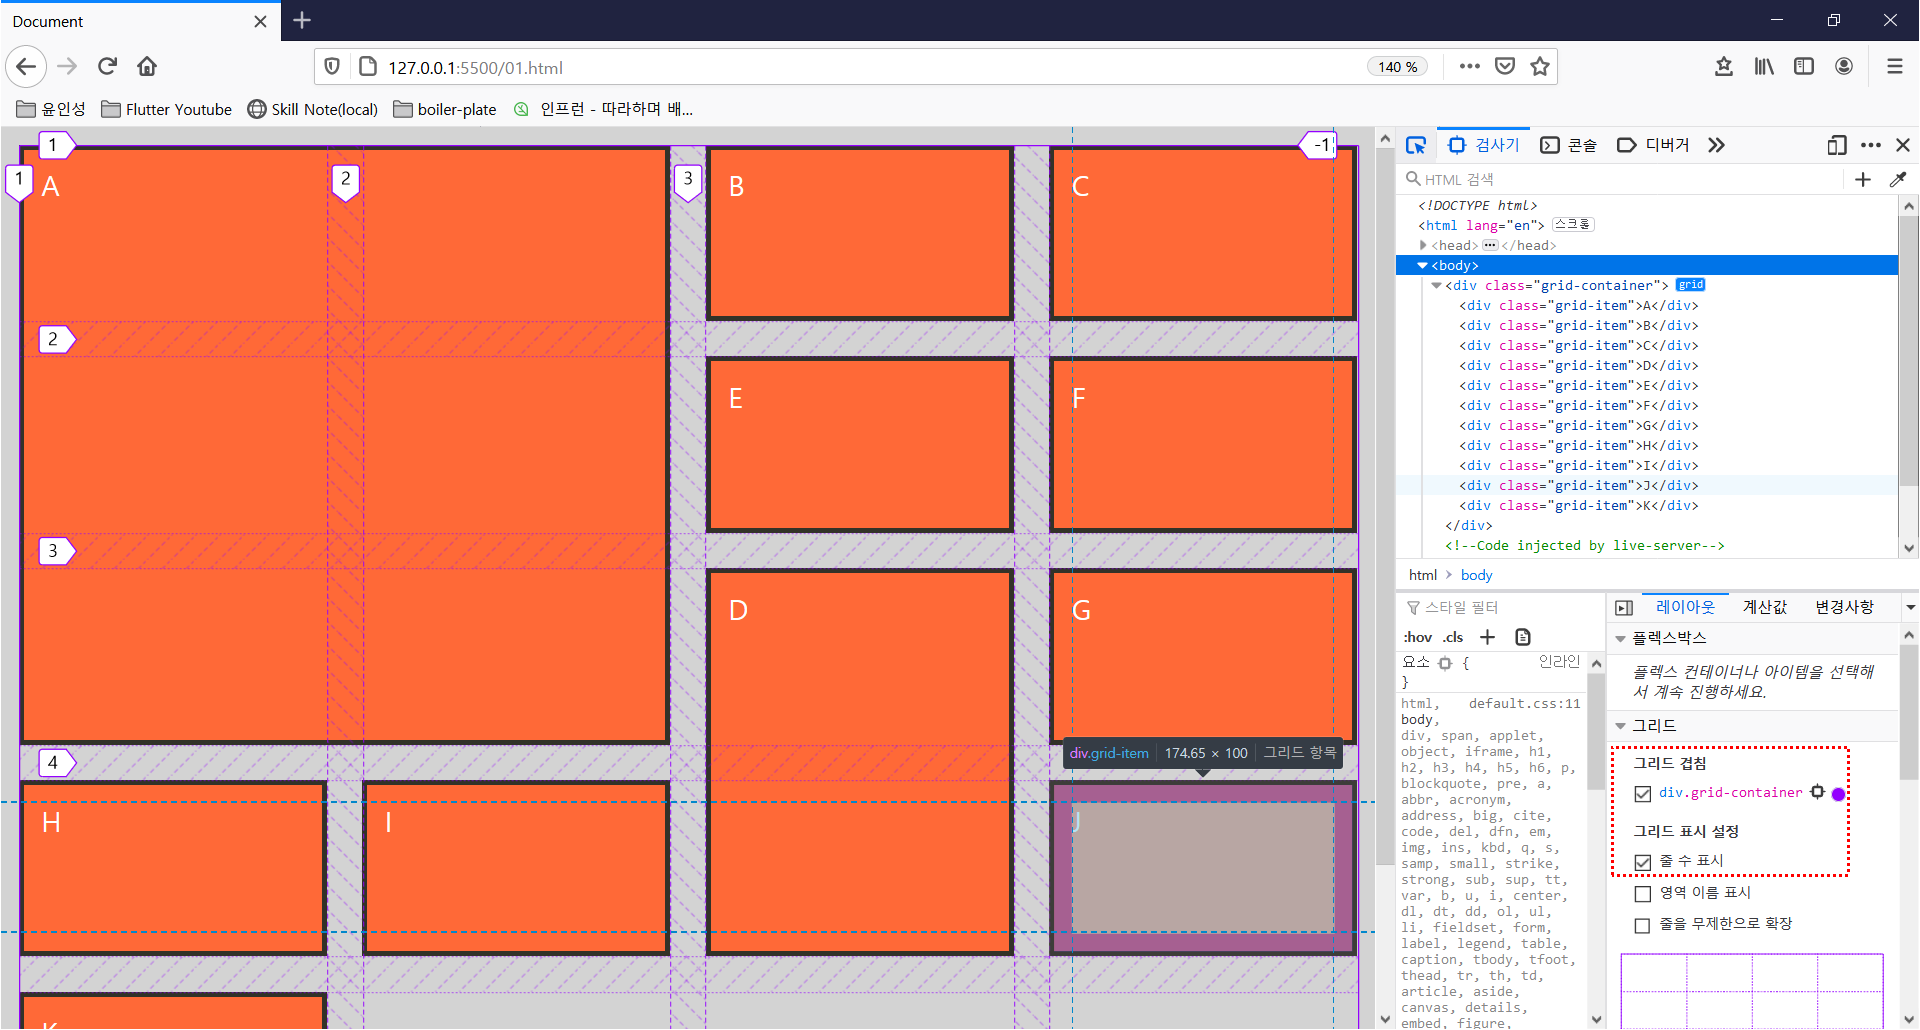 Document
127.0.0.1:5500/01.html
140 %
윤인성
Flutter Youtube
Skill Note(local)
boiler-plate
인프런 - 따라하며 배...
1
-1
1
A
2
3
B
C
2
E
F
3
D
G
4
div.grid-item
174.65 × 100
그리드 항목
H
I
J
K
검사기
콘솔
디버거
HTML 검색
<!DOCTYPE html>
<html lang="en"> 스크롤
<head> ••• </head>
<body>
<div class="grid-container"> grid
<div class="grid-item">A</div>
<div class="grid-item">B</div>
<div class="grid-item">C</div>
<div class="grid-item">D</div>
<div class="grid-item">E</div>
<div class="grid-item">F</div>
<div class="grid-item">G</div>
<div class="grid-item">H</div>
<div class="grid-item">I</div>
<div class="grid-item">J</div>
<div class="grid-item">K</div>
</div>
<!--Code injected by live-server-->
html
body
스타일 필터
:hov .cls
요소 {
인라인
}
html, default.css:11
body,
div, span, applet,
object, iframe, h1,
h2, h3, h4, h5, h6, p,
blockquote, pre, a,
abbr, acronym,
address, big, cite,
code, del, dfn, em,
img, ins, kbd, q, s,
samp, small, strike,
strong, sub, sup, tt,
var, b, u, i, center,
dl, dt, dd, ol, ul,
li, fieldset, form,
label, legend, table,
caption, tbody, tfoot,
thead, tr, th, td,
article, aside,
canvas, details,
embed, figure,
레이아웃
계산값
변경사항
플렉스박스
플렉스 컨테이너나 아이템을 선택해
서 계속 진행하세요.
그리드
그리드 겹침
div.grid-container
그리드 표시 설정
줄 수 표시
영역 이름 표시
줄을 무제한으로 확장